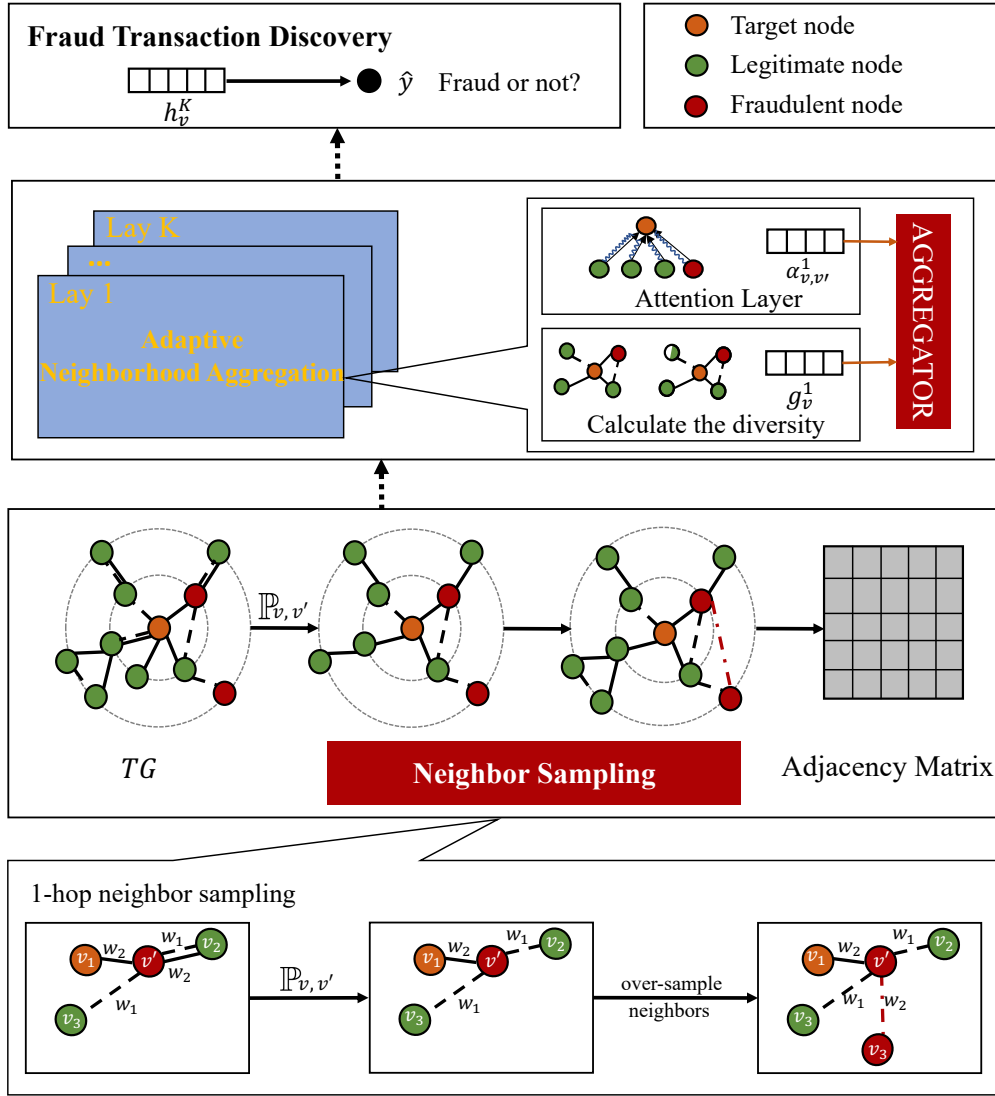 Fraud Transaction Discovery
ŷ Fraud or not?
h_v^K
Target node
Legitimate node
Fraudulent node
Lay K
...
Lay 1
Adaptive
Neighborhood Aggregation
α_{v,v'}^1
Attention Layer
g_v^1
Calculate the diversity
AGGREGATOR
ℙ_{v,v'}
TG
Neighbor Sampling
Adjacency Matrix
1-hop neighbor sampling
v_1 w_2 v' w_1 v_2
w_2
w_1
v_3
ℙ_{v,v'}
v_1 w_2 v' w_1 v_2
w_1
v_3
over-sample
neighbors
v_1 w_2 v' w_1 v_2
w_1 w_2
v_3
v_3